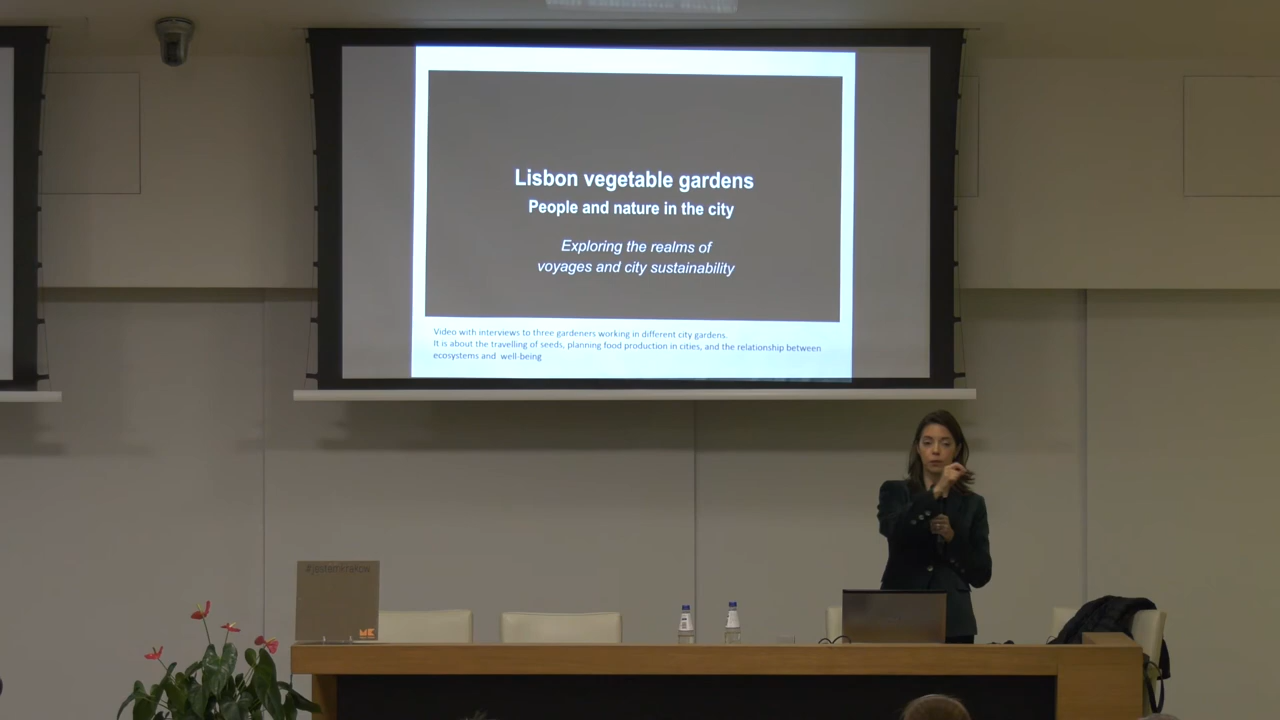 Lisbon vegetable gardens
People and nature in the city
Exploring the realms of
voyages and city sustainability
Video with interviews to three gardeners working in different city gardens.
It is about the travelling of seeds, planning food production in cities, and the relationship between
ecosystems and well-being